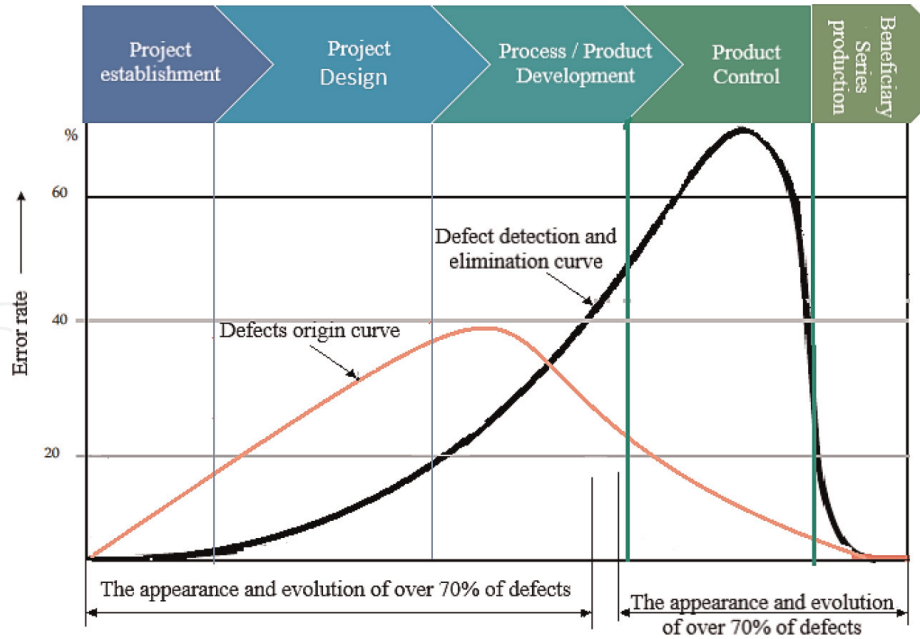 Project
establishment
Project
Design
Process / Product
Development
Product
Control
Beneficiary
Series
production
%
60
40
20
Error rate
Defect detection and
elimination curve
Defects origin curve
The appearance and evolution of over 70% of defects
The appearance and evolution
of over 70% of defects